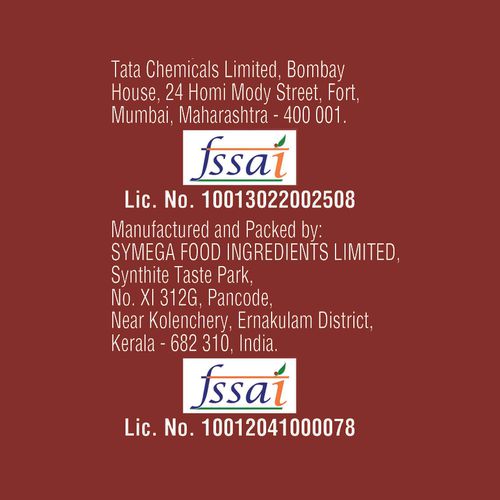 Tata Chemicals Limited, Bombay
House, 24 Homi Mody Street, Fort,
Mumbai, Maharashtra - 400 001.
fssai
Lic. No. 10013022002508
Manufactured and Packed by:
SYMEGA FOOD INGREDIENTS LIMITED,
Synthite Taste Park,
No. XI 312G, Pancode,
Near Kolenchery, Ernakulam District,
Kerala - 682 310, India.
fssai
Lic. No. 10012041000078